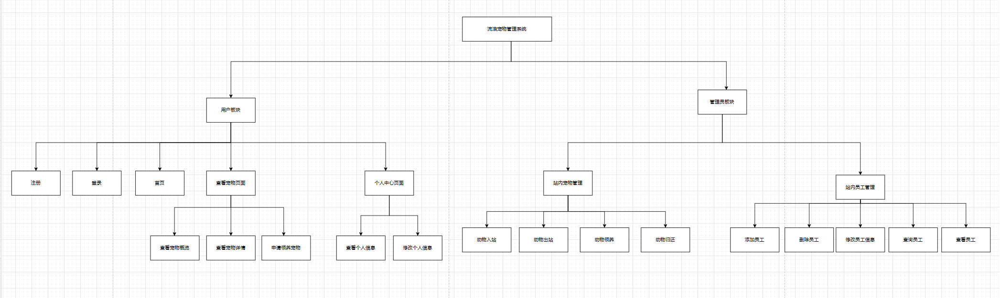 流浪宠物管理系统
用户板块
管理员板块
注册
登录
首页
查看宠物页面
个人中心页面
站内宠物管理
站内员工管理
查看宠物概览
查看宠物详情
申请领养宠物
查看个人信息
修改个人信息
动物入站
动物出站
动物领养
动物归还
添加员工
删除员工
修改员工信息
查询员工
查看员工